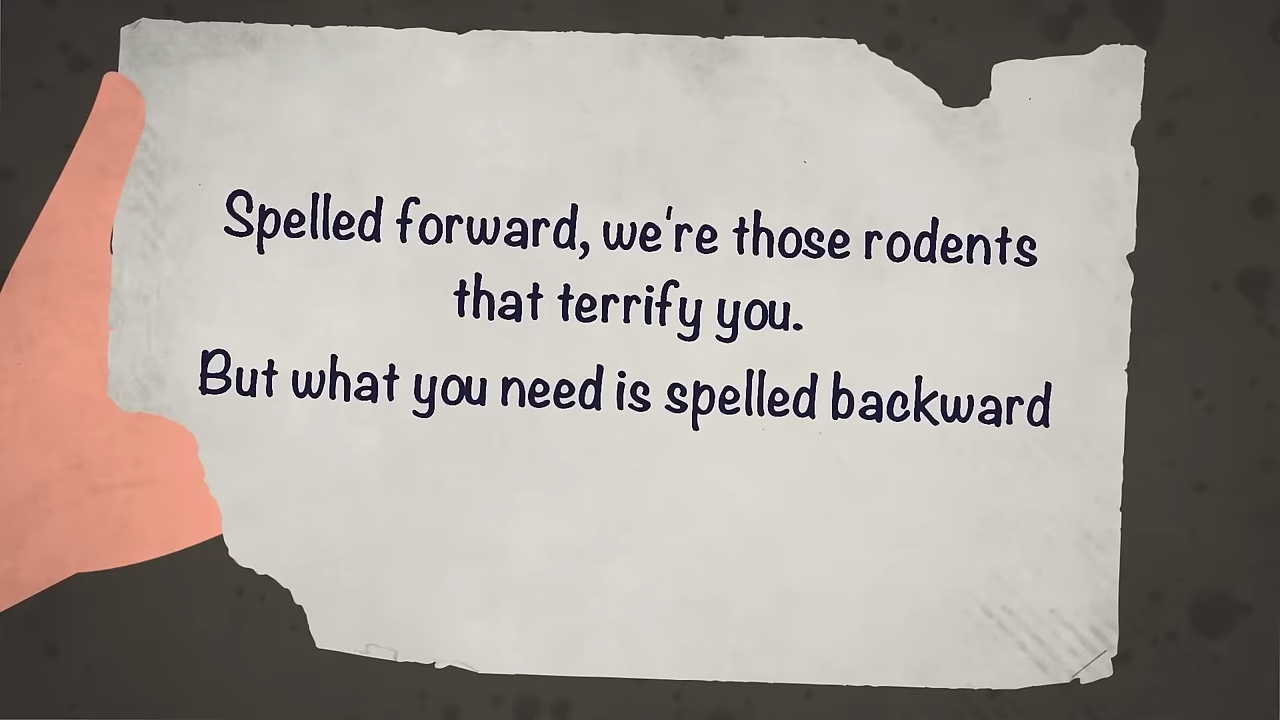 Spelled forward, we're those rodents
that terrify you.
But what you need is spelled backward